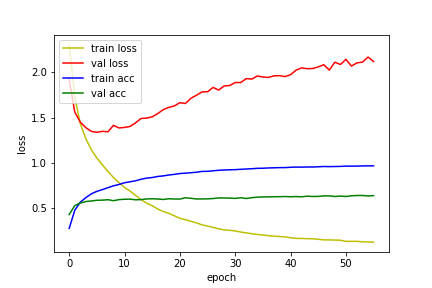 train loss
val loss
train acc
val acc
2.0
1.5
1.0
0.5
loss
0 10 20 30 40 50
epoch